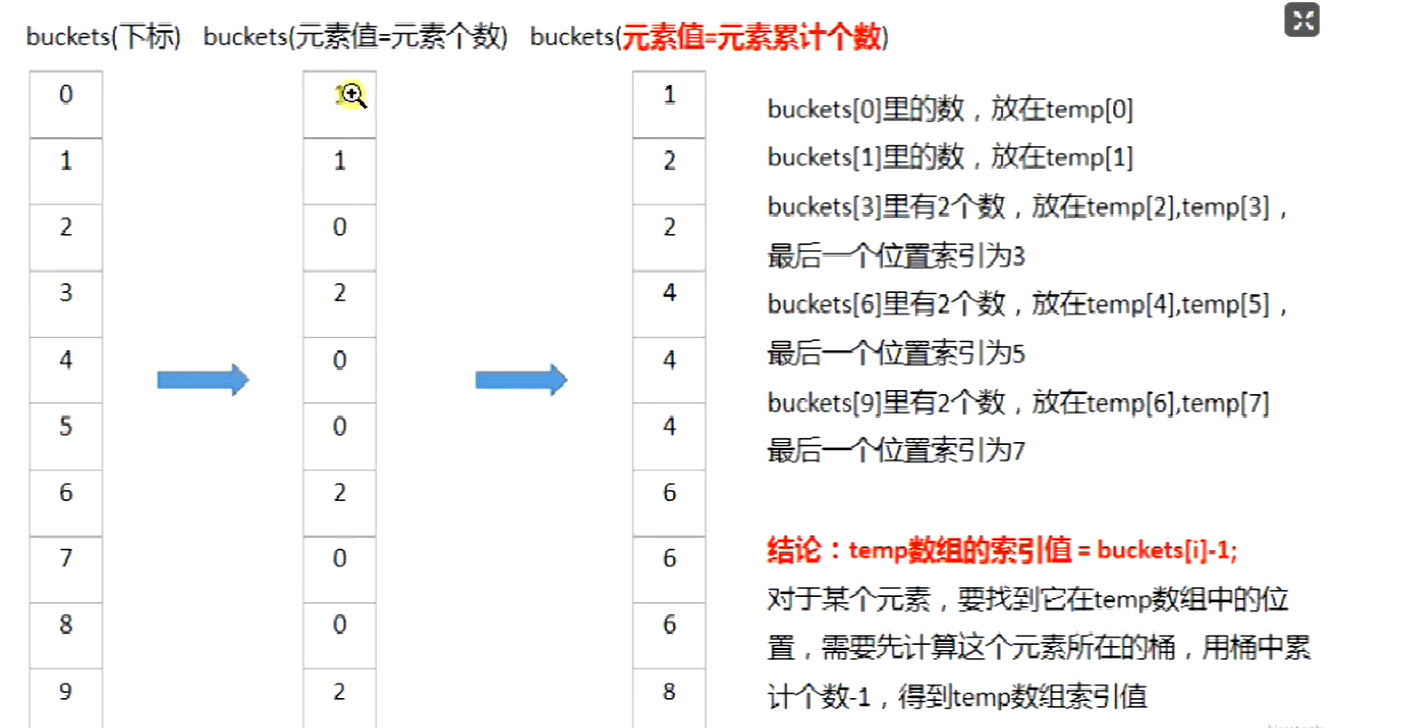 buckets(下标) buckets(元素值=元素个数) buckets(元素值=元素累计个数)
0 1 1
1 1 2
2 0 2
3 2 4
4 0 4
5 0 4
6 2 6
7 0 6
8 0 6
9 2 8
buckets[0]里的数，放在temp[0]
buckets[1]里的数，放在temp[1]
buckets[3]里有2个数，放在temp[2],temp[3]，
最后一个位置索引为3
buckets[6]里有2个数，放在temp[4],temp[5]，
最后一个位置索引为5
buckets[9]里有2个数，放在temp[6],temp[7]
最后一个位置索引为7
结论：temp数组的索引值 = buckets[i]-1;
对于某个元素，要找到它在temp数组中的位
置，需要先计算这个元素所在的桶，用桶中累
计个数-1，得到temp数组索引值